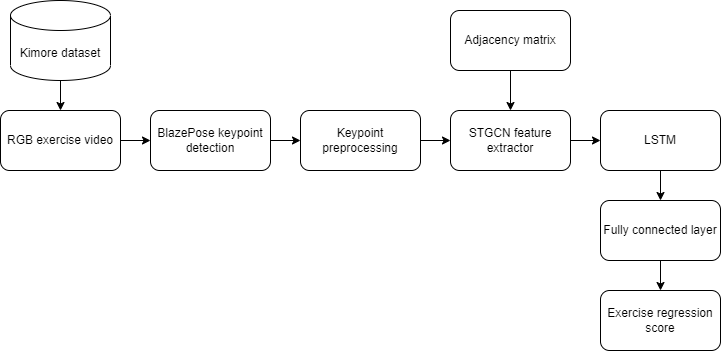 Kimore dataset
Adjacency matrix
RGB exercise video
BlazePose keypoint
detection
Keypoint
preprocessing
STGCN feature
extractor
LSTM
Fully connected layer
Exercise regression
score